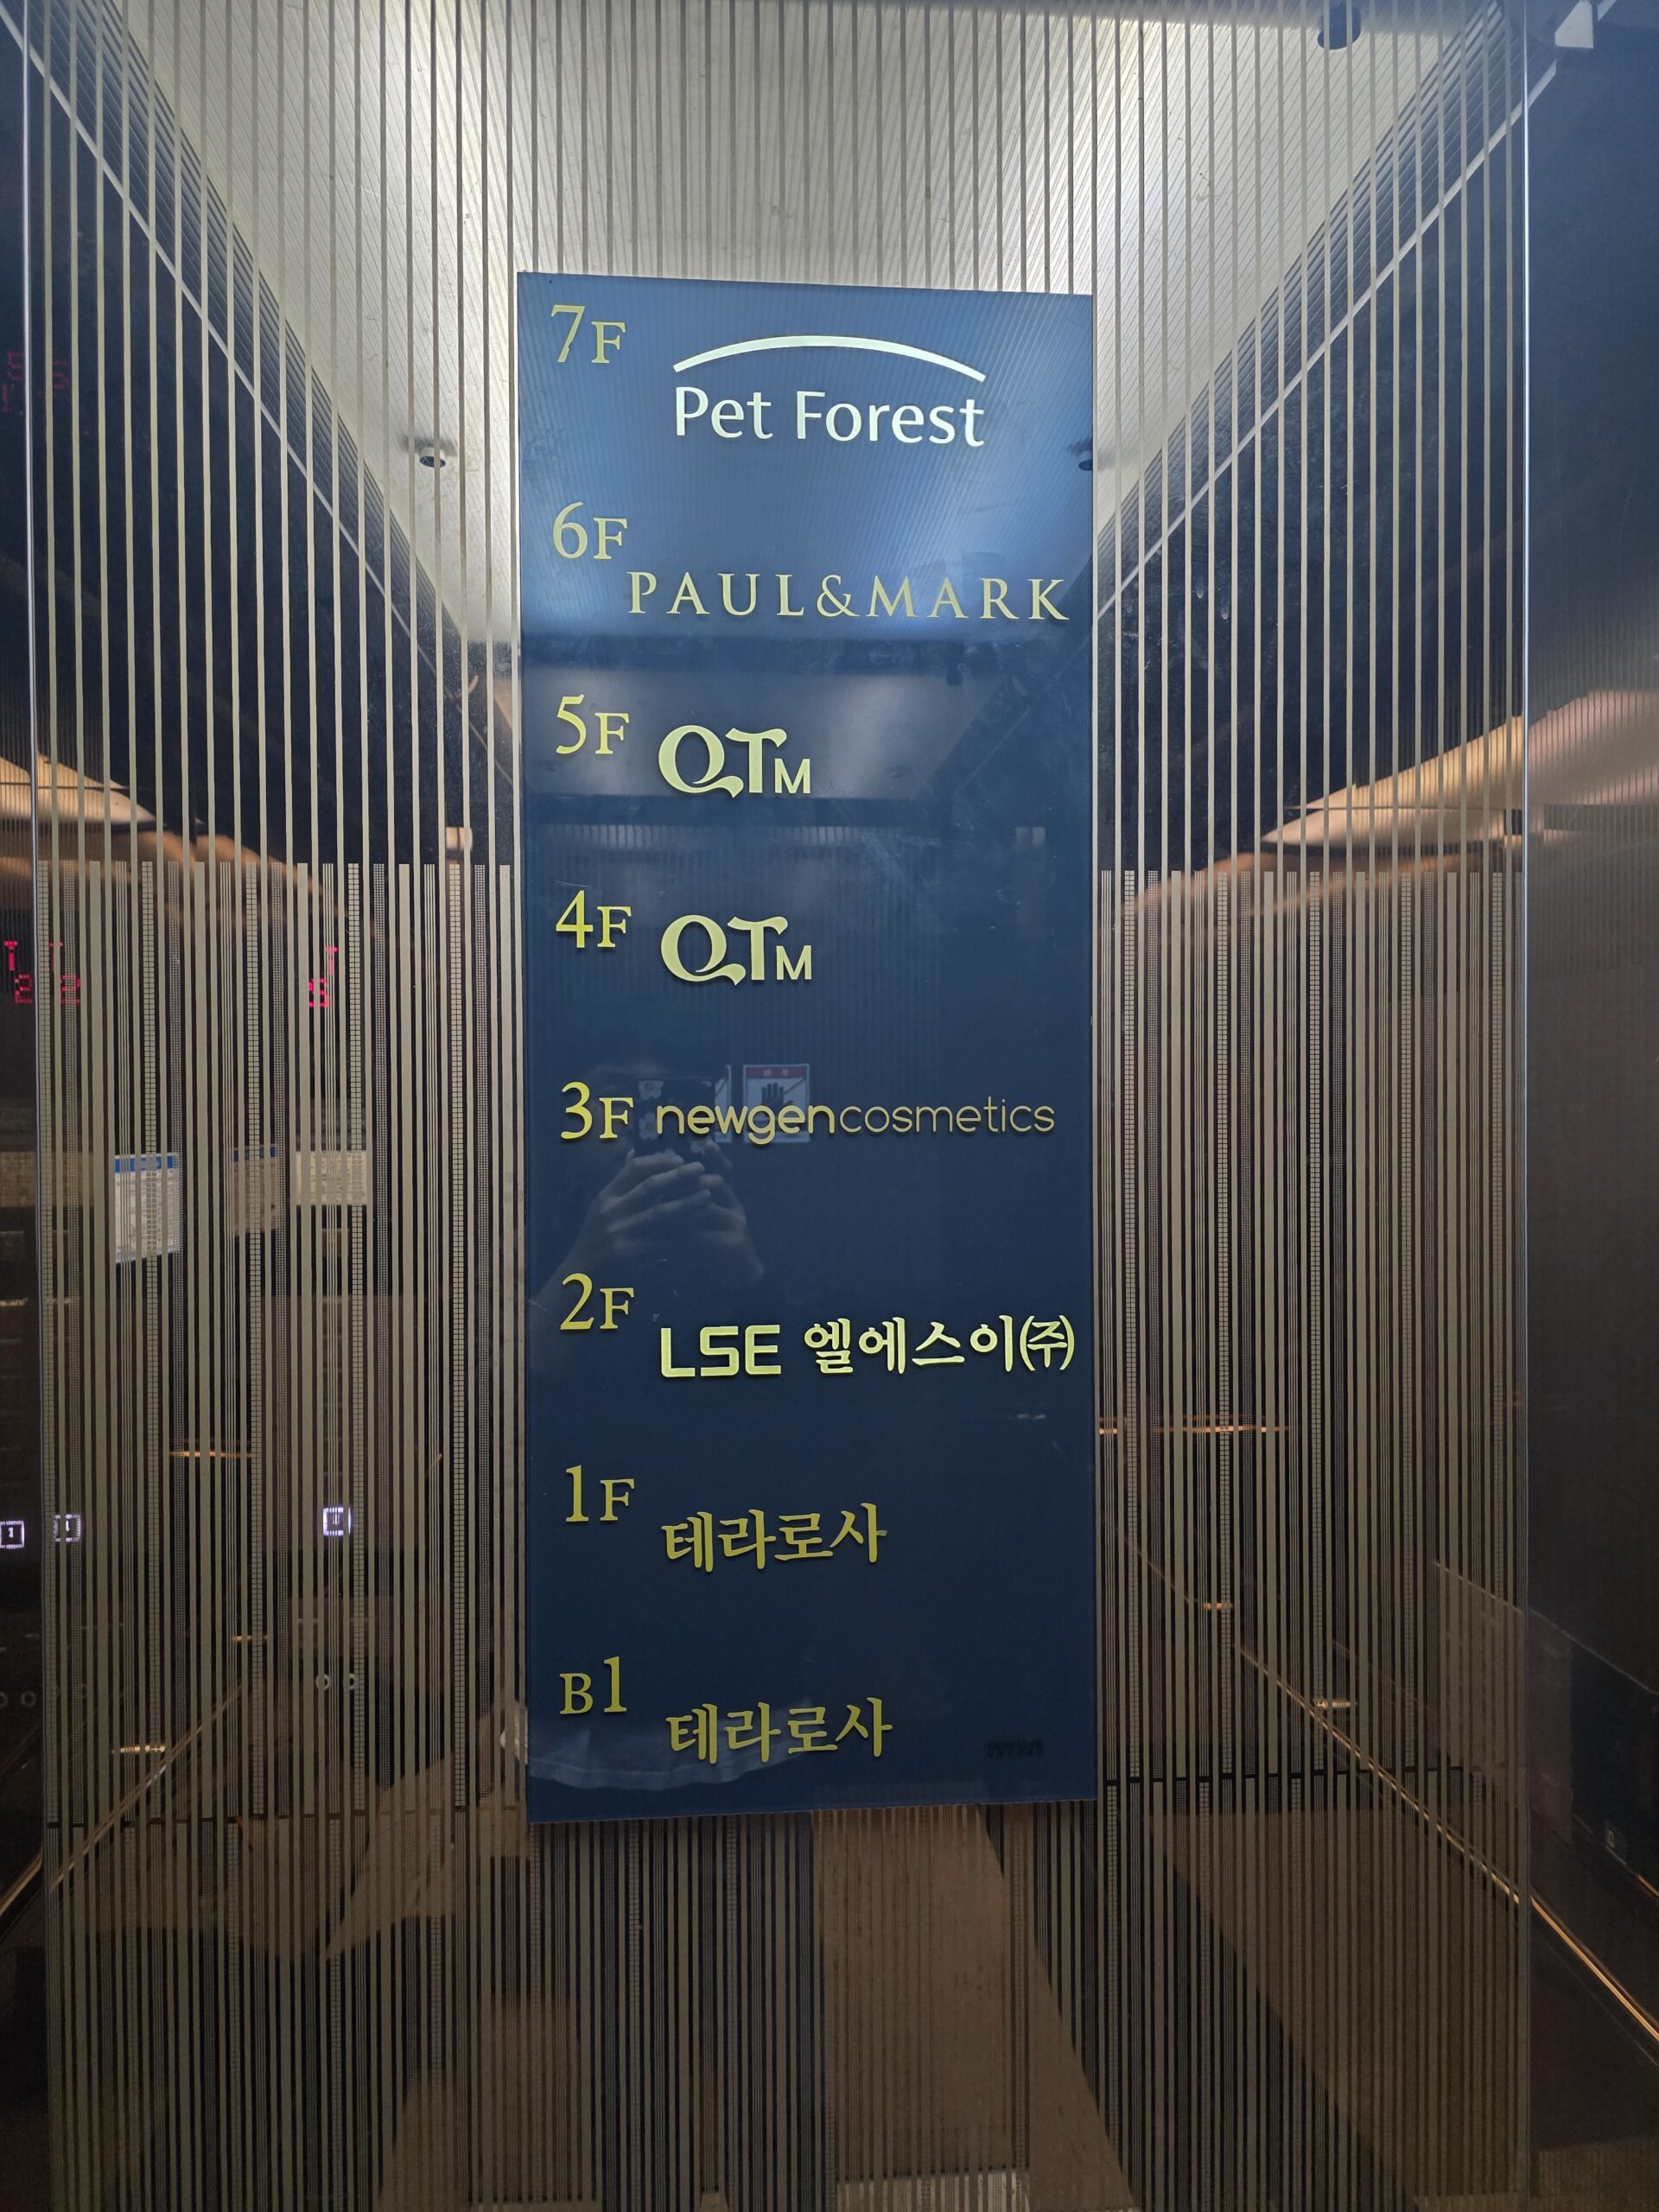 7F
Pet Forest
6F
PAUL&MARK
5F
QTM
4F
QTM
3F newgencosmetics
2F
LSE 엘에스이㈜
1F
테라로사
B1
테라로사